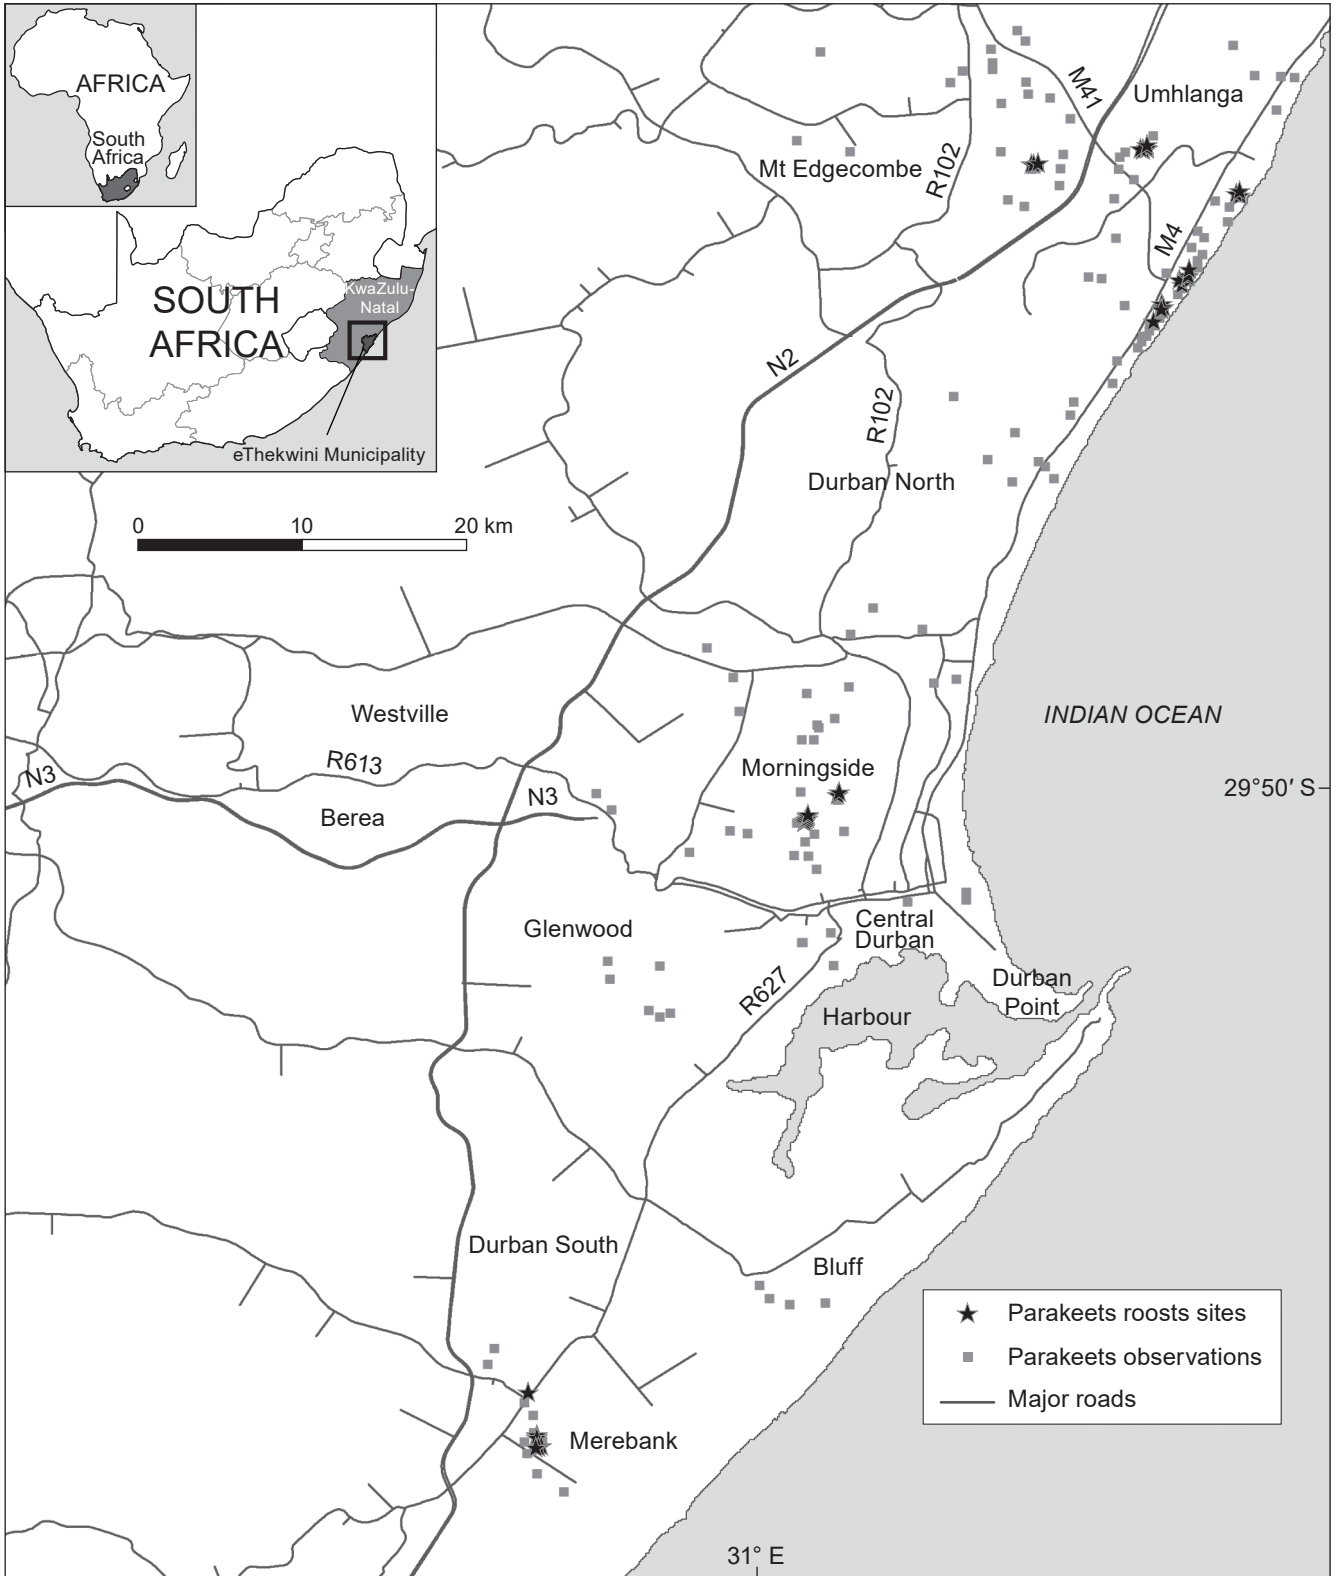 AFRICA
South
Africa
SOUTH
AFRICA
KwaZulu-
Natal
eThekwini Municipality
0 10 20 km
M41
Umhlanga
Mt Edgecombe
R102
M4
N2
R102
Durban North
Westville
INDIAN OCEAN
R613
N3
Morningside
29°50′ S
N3
Berea
Glenwood
Central
Durban
R627
Durban
Point
Harbour
Durban South
Bluff
Parakeets roosts sites
Parakeets observations
Major roads
Merebank
31° E